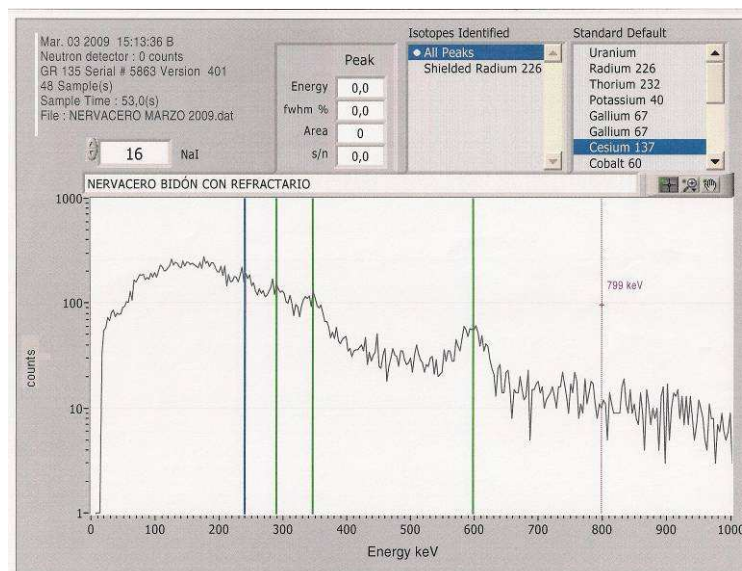 Mar. 03 2009 15:13:36 B
Neutron detector : 0 counts
GR 135 Serial # 5863 Version 401
48 Sample(s)
Sample Time : 53,0(s)
File : NERVACERO MARZO 2009.dat
16 NaI
Peak
Energy 0,0
fwhm % 0,0
Area 0
s/n 0,0
Isotopes Identified
All Peaks
Shielded Radium 226
Standard Default
Uranium
Radium 226
Thorium 232
Potassium 40
Gallium 67
Gallium 67
Cesium 137
Cobalt 60
NERVACERO BIDÓN CON REFRACTARIO
1000
100
10
1
counts
799 keV
0 100 200 300 400 500 600 700 800 900 1000
Energy keV